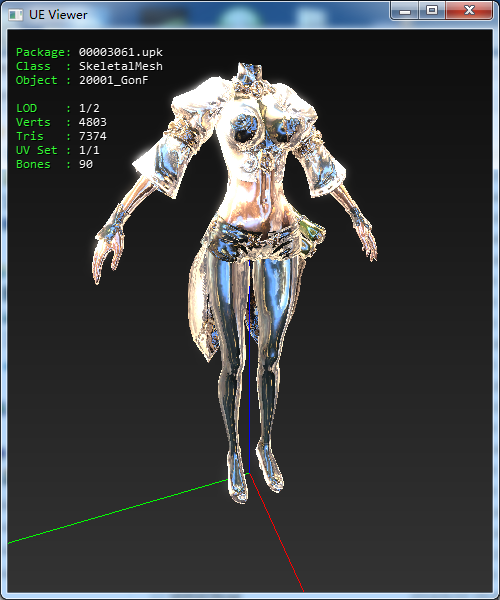 UE Viewer
Package: 00003061.upk
Class : SkeletalMesh
Object : 20001_GonF
LOD : 1/2
Verts : 4803
Tris : 7374
UV Set : 1/1
Bones : 90